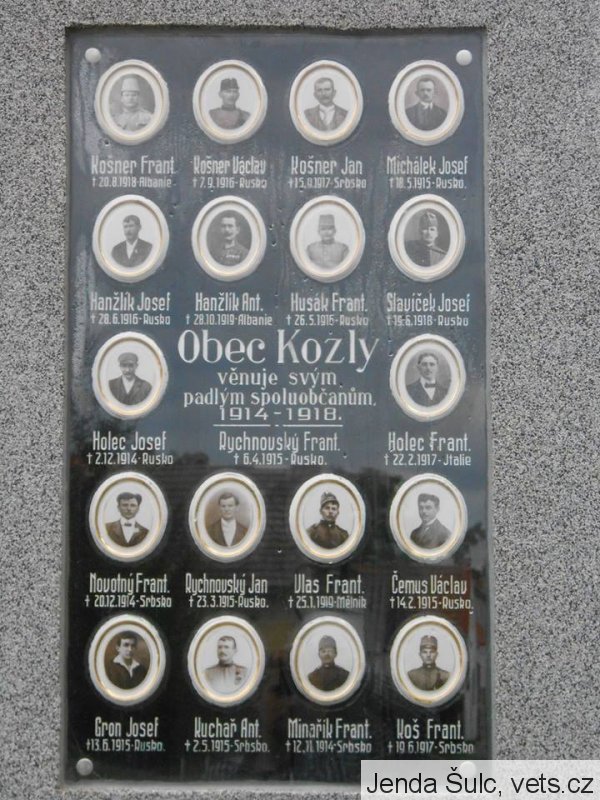 Košner Frant.
† 20.8.1918-Albanie
Košner Václav
† 7.9.1916-Rusko
Košner Jan
† 15.9.1917-Srbsko
Michálek Josef
† 18.5.1915-Rusko.
Hanžlík Josef
† 28.6.1916-Rusko
Hanžlík Ant.
† 28.10.1919-Albanie
Husák Frant.
† 26.5.1916-Rusko
Slavíček Josef
† 19.6.1918-Rusko
Obec Kozly
věnuje svým
padlým spoluobčanům.
1914-1918.
Holec Josef
† 2.12.1914-Rusko
Rychnovský Frant.
† 6.4.1915-Rusko.
Holec Frant.
† 22.2.1917-Jtalie
Novotný Frant.
† 20.12.1914-Srbsko
Rychnovský Jan
† 23.3.1915-Rusko.
Vlas Frant.
† 25.1.1919-Mělník
Čemus Václav
† 14.2.1915-Rusko.
Gron Josef
† 13.6.1915-Rusko.
Kuchař Ant.
† 2.5.1915-Srbsko.
Minařík Frant.
† 12.11.1914-Srbsko
Koš Frant.
† 19.6.1917-Srbsko
Jenda Šulc, vets.cz